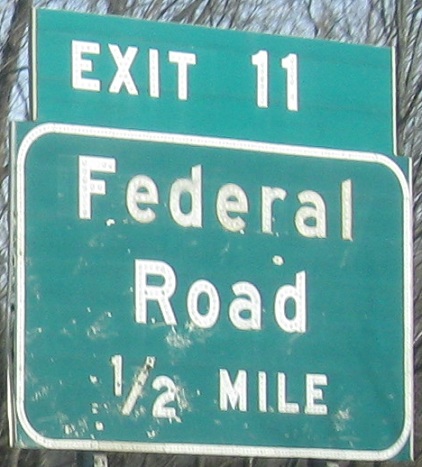 EXIT 11
Federal
Road
1/2 MILE